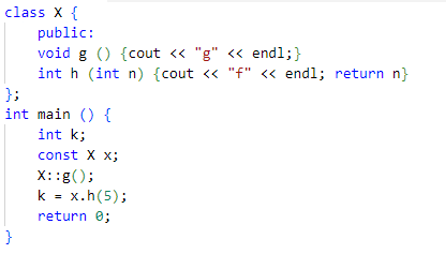 class X {
public:
void g () {cout << "g" << endl;}
int h (int n) {cout << "f" << endl; return n}
};
int main () {
int k;
const X x;
X::g();
k = x.h(5);
return 0;
}